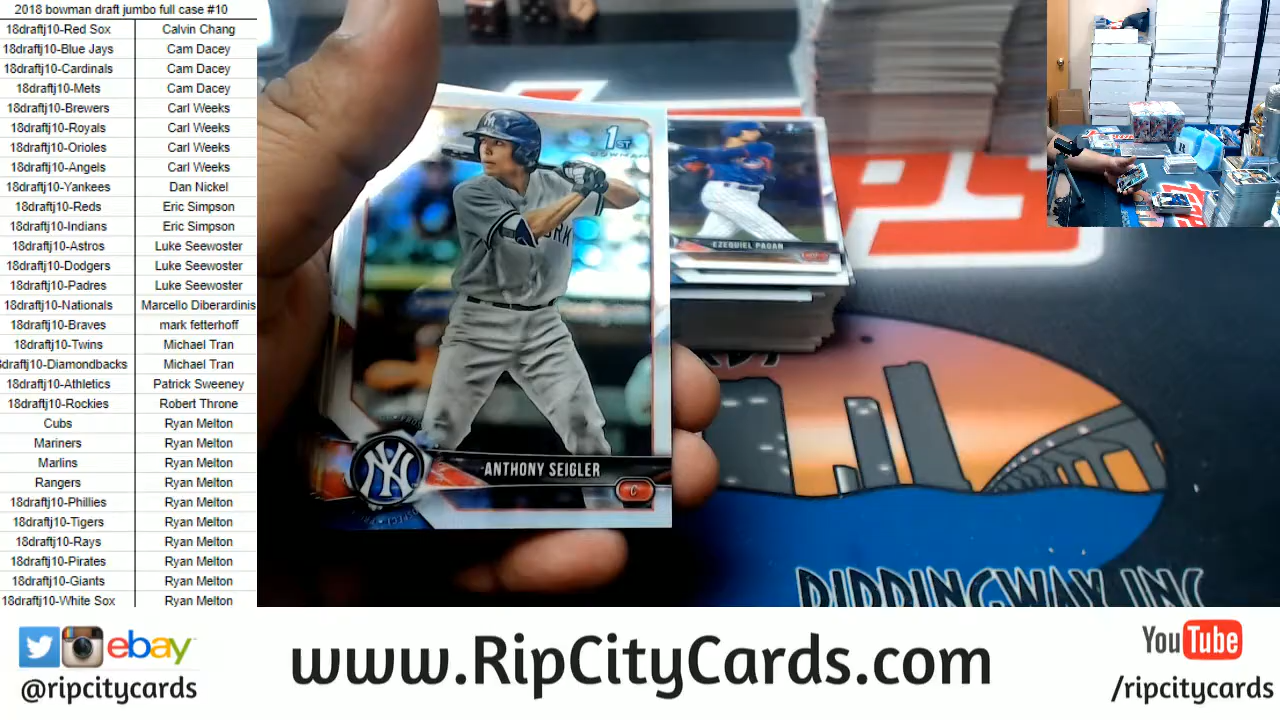 2018 bowman draft jumbo full case #10
18draftj10-Red Sox Calvin Chang
18draftj10-Blue Jays Cam Dacey
18draftj10-Cardinals Cam Dacey
18draftj10-Mets Cam Dacey
18draftj10-Brewers Carl Weeks
18draftj10-Royals Carl Weeks
18draftj10-Orioles Carl Weeks
18draftj10-Angels Carl Weeks
18draftj10-Yankees Dan Nickel
18draftj10-Reds Eric Simpson
18draftj10-Indians Eric Simpson
18draftj10-Astros Luke Seewoster
18draftj10-Dodgers Luke Seewoster
18draftj10-Padres Luke Seewoster
18draftj10-Nationals Marcello Diberardinis
18draftj10-Braves mark fetterhoff
18draftj10-Twins Michael Tran
8draftj10-Diamondbacks Michael Tran
18draftj10-Athletics Patrick Sweeney
18draftj10-Rockies Robert Throne
Cubs Ryan Melton
Mariners Ryan Melton
Marlins Ryan Melton
Rangers Ryan Melton
18draftj10-Phillies Ryan Melton
18draftj10-Tigers Ryan Melton
18draftj10-Rays Ryan Melton
18draftj10-Pirates Ryan Melton
18draftj10-Giants Ryan Melton
18draftj10-White Sox Ryan Melton
1ST
BOWMAN
NY
ANTHONY SEIGLER
C
EZEQUIEL PAGAN
RIPPINGWAX INC
ebay
@ripcitycards
www.RipCityCards.com
YouTube
/ripcitycards